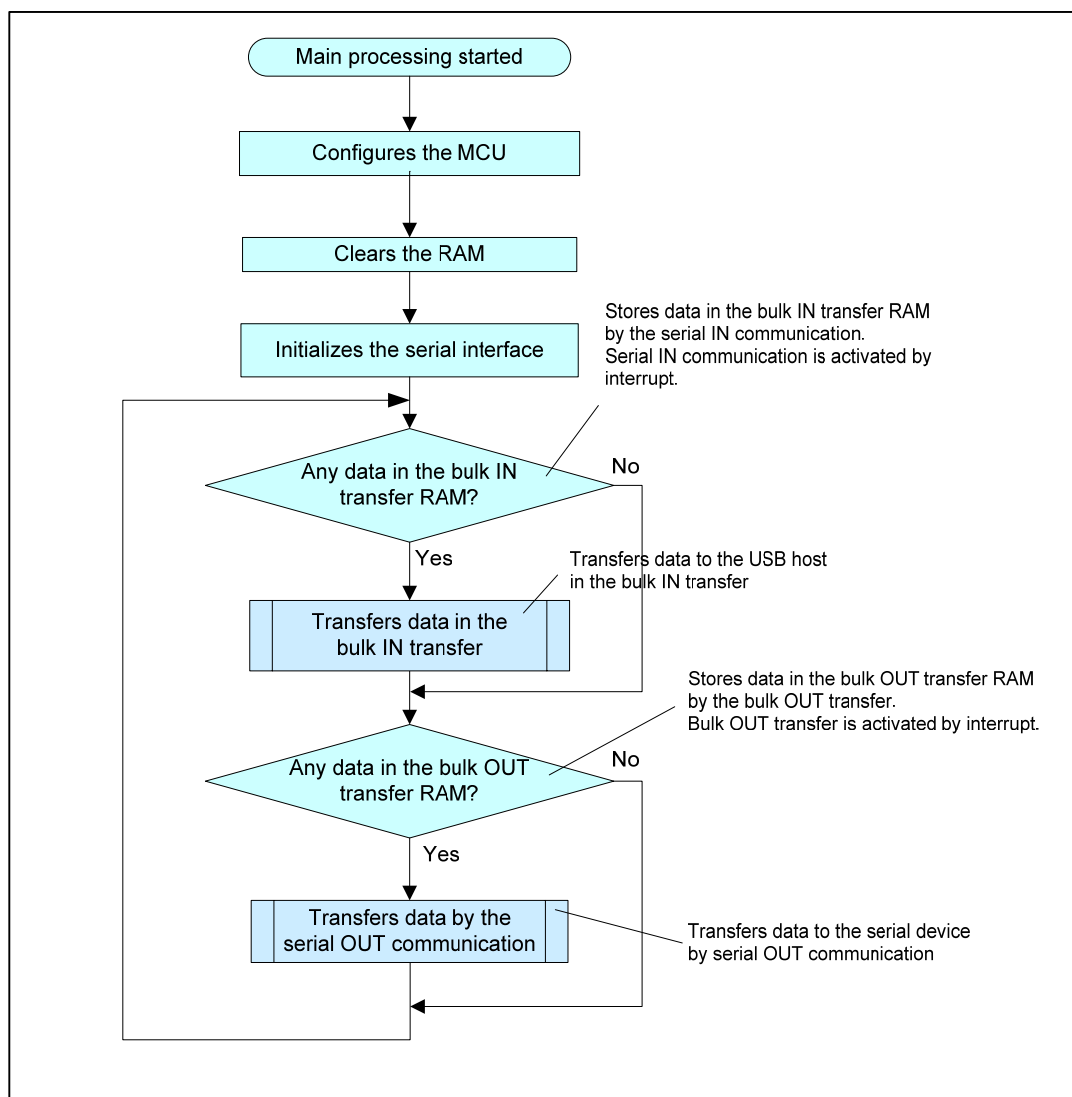 Main processing started
Configures the MCU
Clears the RAM
Initializes the serial interface
Stores data in the bulk IN transfer RAM
by the serial IN communication.
Serial IN communication is activated by
interrupt.
Any data in the bulk IN
transfer RAM?
No
Yes
Transfers data to the USB host
in the bulk IN transfer
Transfers data in the
bulk IN transfer
Stores data in the bulk OUT transfer RAM
by the bulk OUT transfer.
Bulk OUT transfer is activated by interrupt.
Any data in the bulk OUT
transfer RAM?
No
Yes
Transfers data by the
serial OUT communication
Transfers data to the serial device
by serial OUT communication